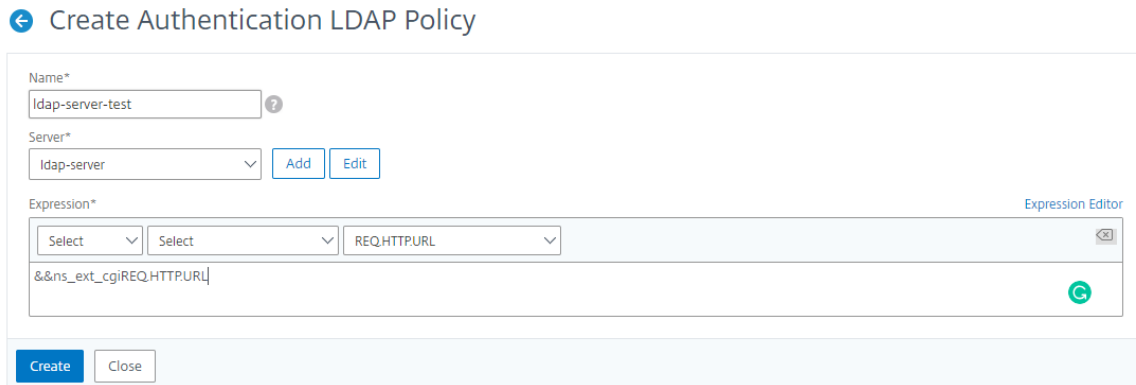 Create Authentication LDAP Policy
Name*
ldap-server-test
?
Server*
ldap-server
Add
Edit
Expression*
Expression Editor
Select
Select
REQ.HTTP.URL
&&ns_ext_cgiREQ.HTTP.URL
Create
Close